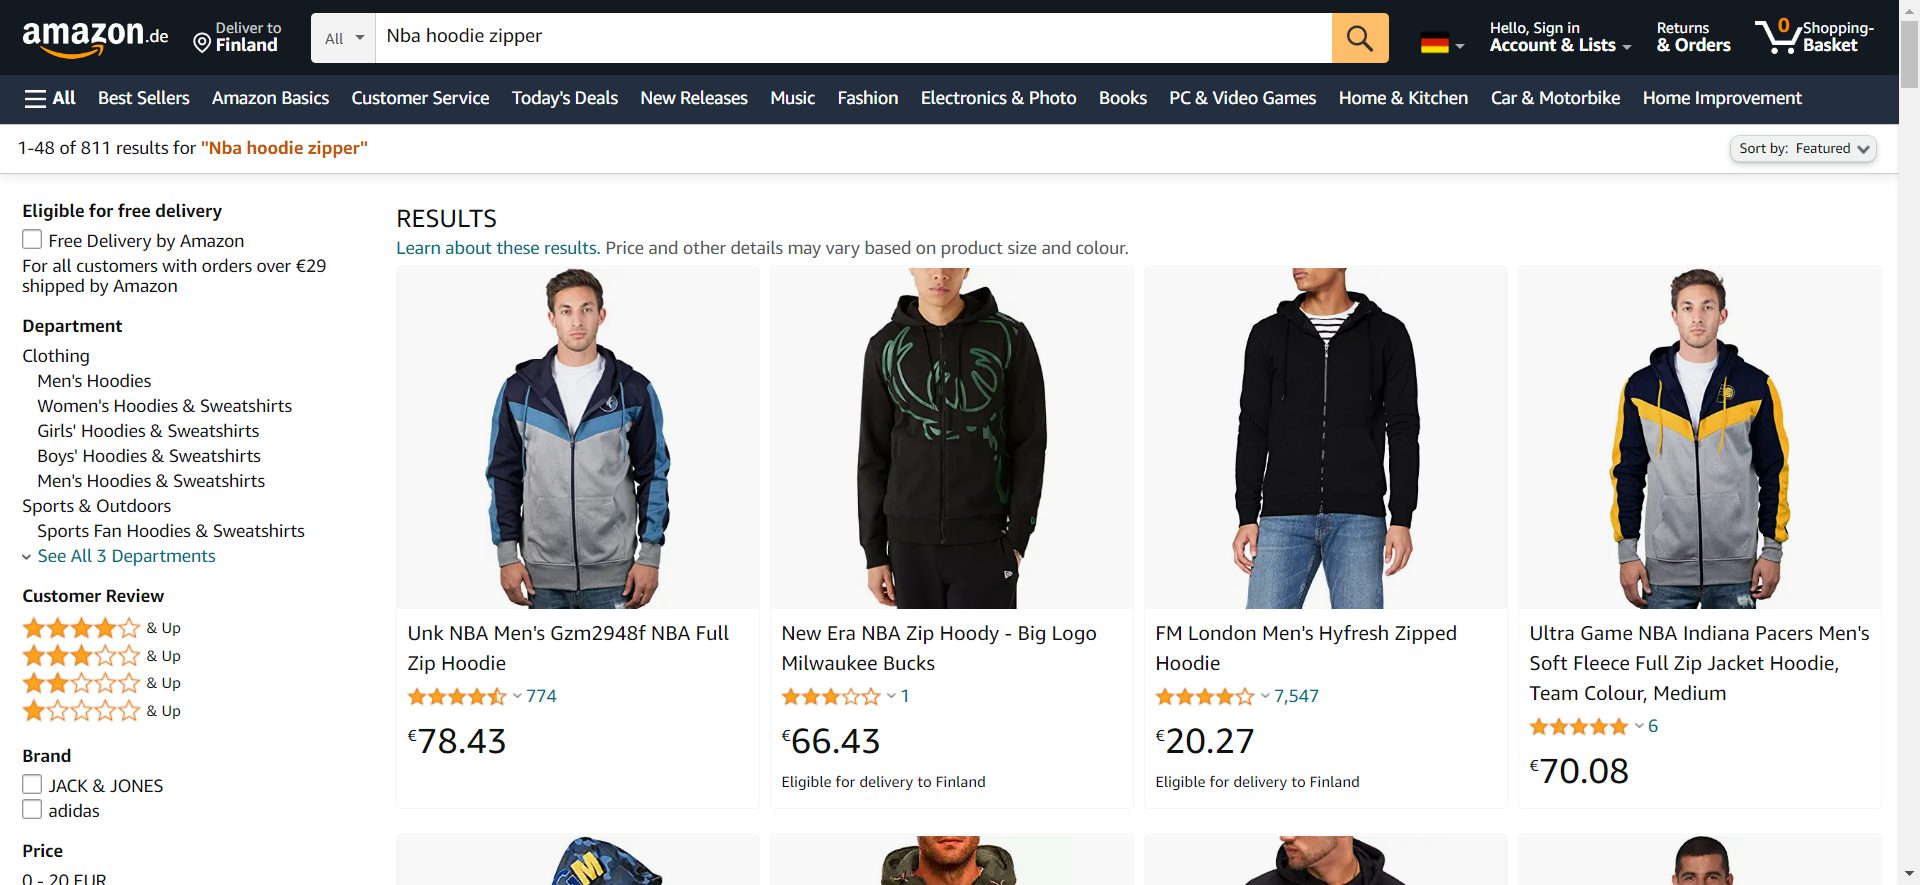 amazon.de
Deliver to
Finland
All
Nba hoodie zipper
Hello, Sign in
Account & Lists
Returns
& Orders
0
Shopping-
Basket
All
Best Sellers
Amazon Basics
Customer Service
Today's Deals
New Releases
Music
Fashion
Electronics & Photo
Books
PC & Video Games
Home & Kitchen
Car & Motorbike
Home Improvement
1-48 of 811 results for "Nba hoodie zipper"
Sort by: Featured
Eligible for free delivery
Free Delivery by Amazon
For all customers with orders over €29
shipped by Amazon
Department
Clothing
Men's Hoodies
Women's Hoodies & Sweatshirts
Girls' Hoodies & Sweatshirts
Boys' Hoodies & Sweatshirts
Men's Hoodies & Sweatshirts
Sports & Outdoors
Sports Fan Hoodies & Sweatshirts
See All 3 Departments
Customer Review
& Up
& Up
& Up
& Up
Brand
JACK & JONES
adidas
Price
0 - 20 EUR
RESULTS
Learn about these results. Price and other details may vary based on product size and colour.
Unk NBA Men's Gzm2948f NBA Full
Zip Hoodie
774
€78.43
New Era NBA Zip Hoody - Big Logo
Milwaukee Bucks
1
€66.43
Eligible for delivery to Finland
FM London Men's Hyfresh Zipped
Hoodie
7,547
€20.27
Eligible for delivery to Finland
Ultra Game NBA Indiana Pacers Men's
Soft Fleece Full Zip Jacket Hoodie,
Team Colour, Medium
6
€70.08